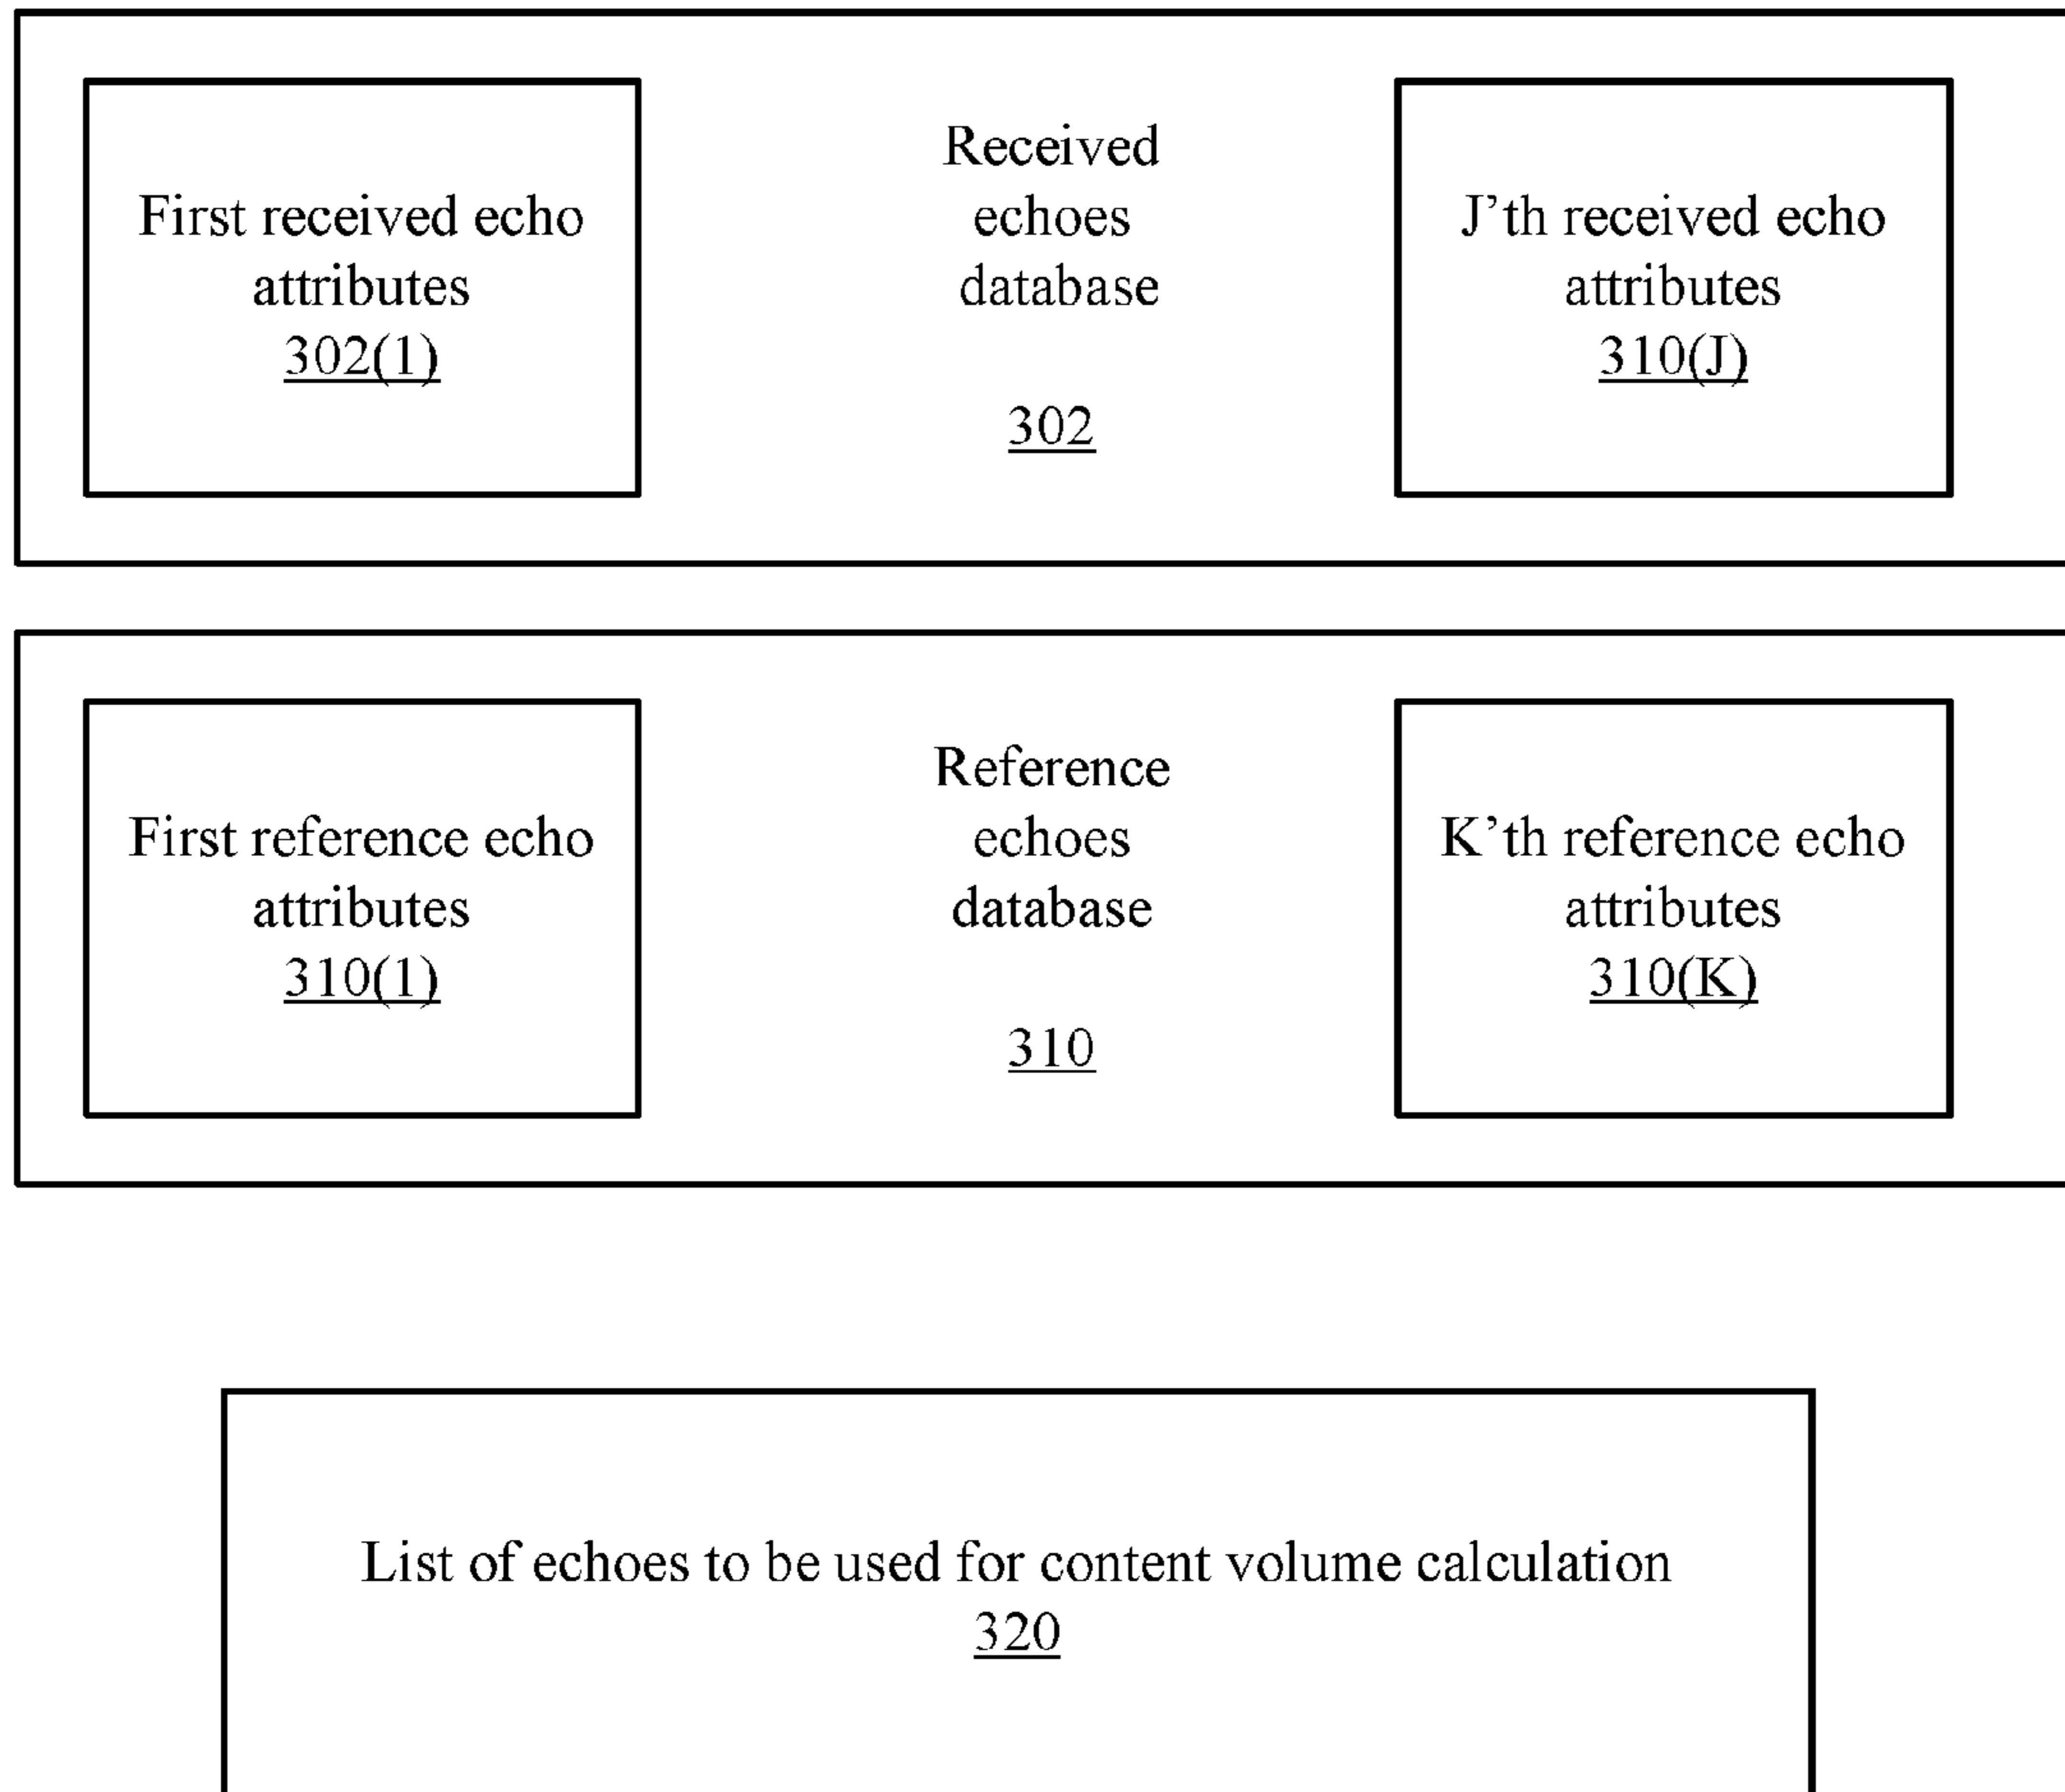 First received echo
attributes
302(1)
Received
echoes
database
302
J’th received echo
attributes
310(J)
First reference echo
attributes
310(1)
Reference
echoes
database
310
K’th reference echo
attributes
310(K)
List of echoes to be used for content volume calculation
320